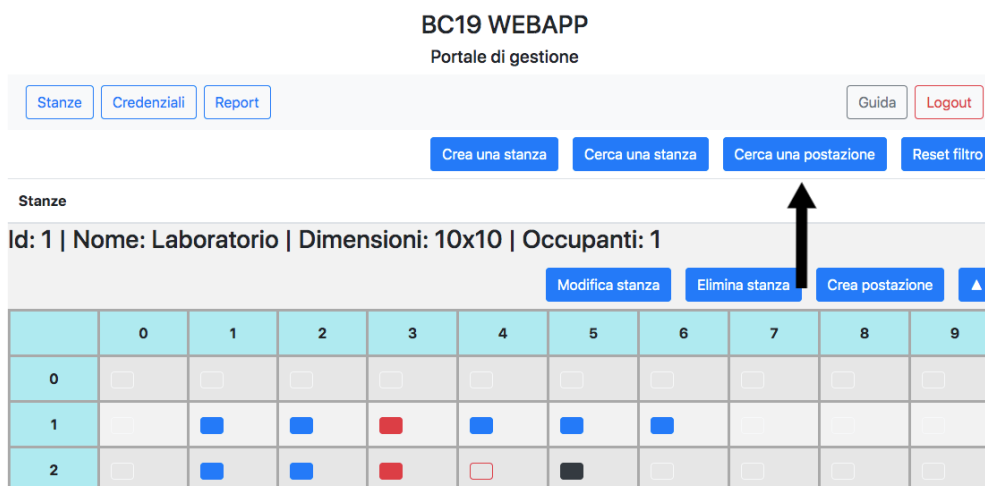 BC19 WEBAPP
Portale di gestione
Stanze Credenziali Report Guida Logout
Crea una stanza Cerca una stanza Cerca una postazione Reset filtro
Stanze
Id: 1 | Nome: Laboratorio | Dimensioni: 10x10 | Occupanti: 1
Modifica stanza Elimina stanza Crea postazione ▲
0 1 2 3 4 5 6 7 8 9
0
1
2